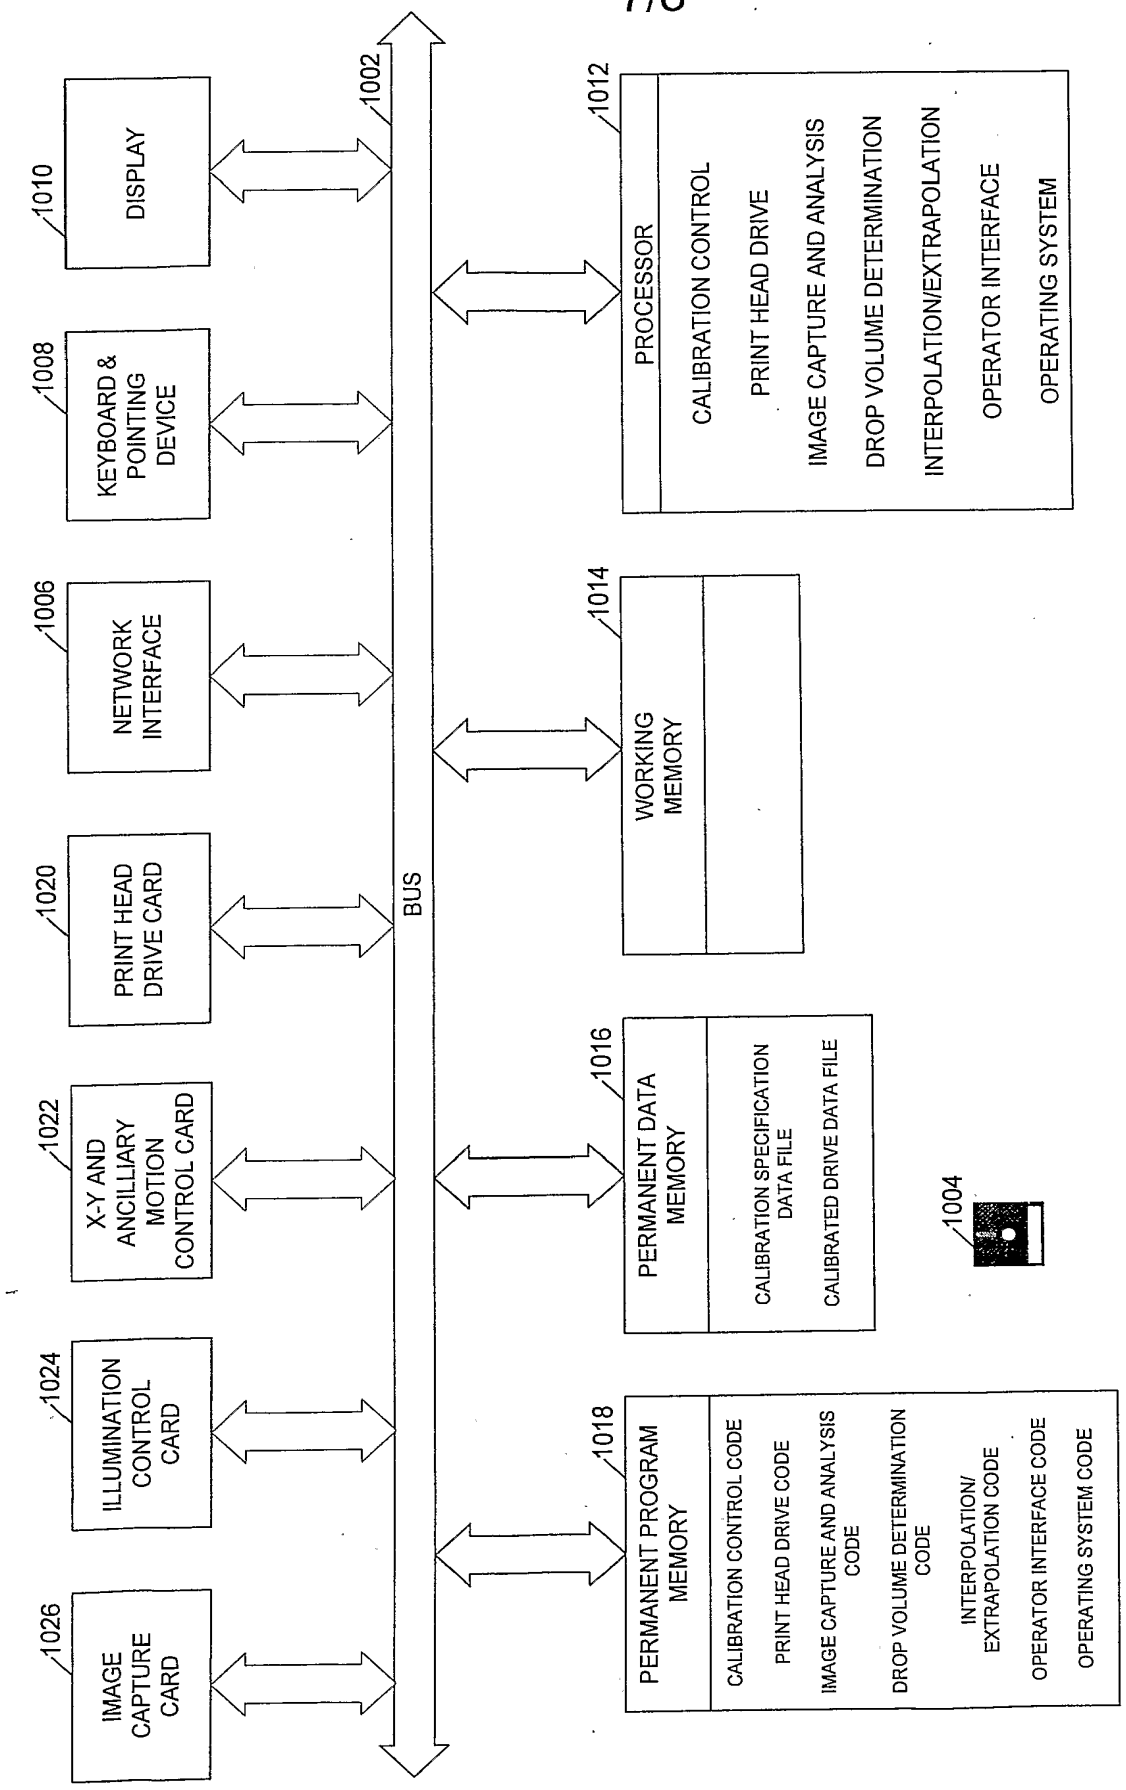 1026
IMAGE
CAPTURE
CARD
1024
ILLUMINATION
CONTROL
CARD
1022
X-Y AND
ANCILLIARY
MOTION
CONTROL CARD
1020
PRINT HEAD
DRIVE CARD
1006
NETWORK
INTERFACE
1008
KEYBOARD &
POINTING
DEVICE
1010
DISPLAY
BUS
1002
1018
PERMANENT PROGRAM
MEMORY
CALIBRATION CONTROL CODE
PRINT HEAD DRIVE CODE
IMAGE CAPTURE AND ANALYSIS
CODE
DROP VOLUME DETERMINATION
CODE
INTERPOLATION/
EXTRAPOLATION CODE
OPERATOR INTERFACE CODE
OPERATING SYSTEM CODE
1016
PERMANENT DATA
MEMORY
CALIBRATION SPECIFICATION
DATA FILE
CALIBRATED DRIVE DATA FILE
1004
1014
WORKING
MEMORY
1012
PROCESSOR
CALIBRATION CONTROL
PRINT HEAD DRIVE
IMAGE CAPTURE AND ANALYSIS
DROP VOLUME DETERMINATION
INTERPOLATION/EXTRAPOLATION
OPERATOR INTERFACE
OPERATING SYSTEM